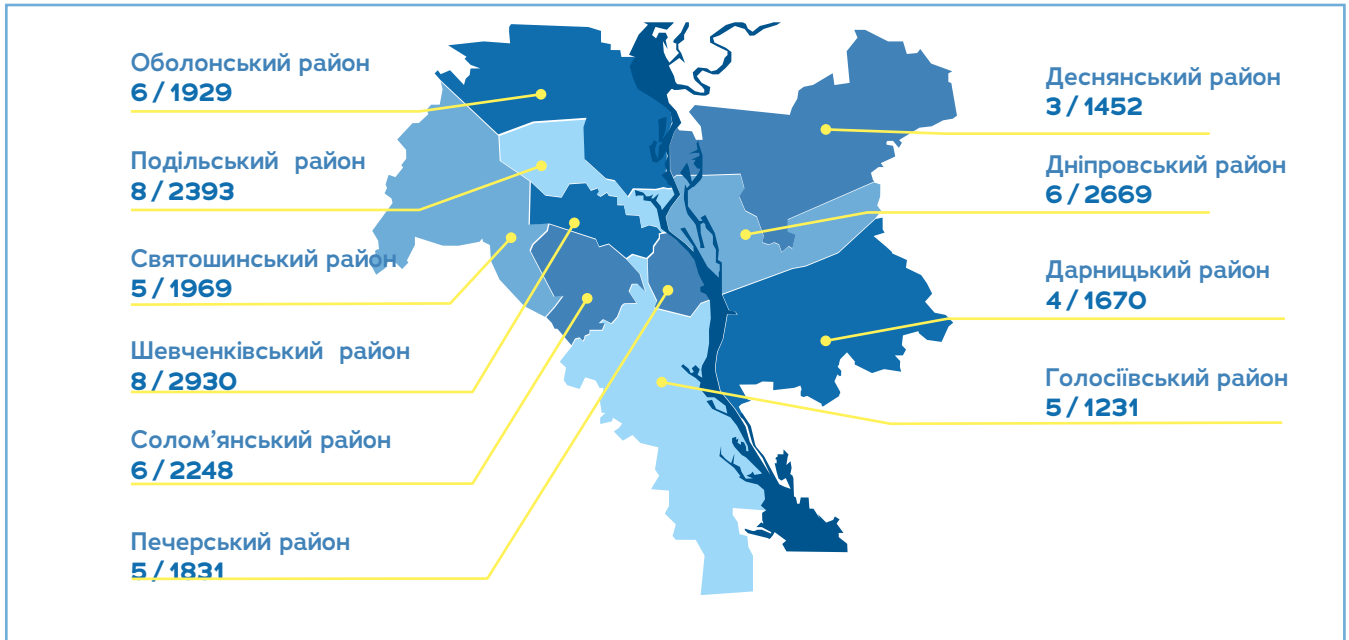 Оболонський район
6 / 1929
Подільський район
8 / 2393
Святошинський район
5 / 1969
Шевченківський район
8 / 2930
Солом’янський район
6 / 2248
Печерський район
5 / 1831
Деснянський район
3 / 1452
Дніпровський район
6 / 2669
Дарницький район
4 / 1670
Голосіївський район
5 / 1231